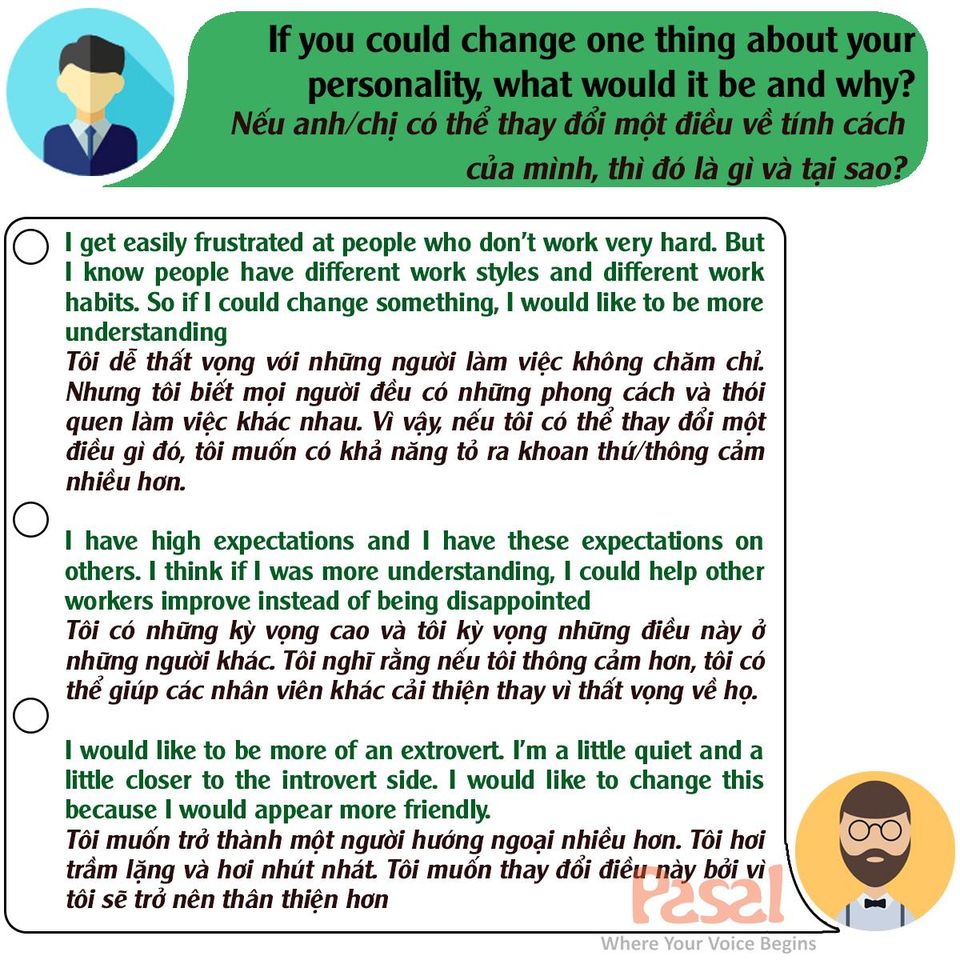 If you could change one thing about your
personality, what would it be and why?
Nếu anh/chị có thể thay đổi một điều về tính cách
của mình, thì đó là gì và tại sao?
I get easily frustrated at people who don't work very hard. But
I know people have different work styles and different work
habits. So if I could change something, I would like to be more
understanding
Tôi dễ thất vọng với những người làm việc không chăm chỉ.
Nhưng tôi biết mọi người đều có những phong cách và thói
quen làm việc khác nhau. Vì vậy, nếu tôi có thể thay đổi một
điều gì đó, tôi muốn có khả năng tỏ ra khoan thứ/thông cảm
nhiều hơn.
I have high expectations and I have these expectations on
others. I think if I was more understanding, I could help other
workers improve instead of being disappointed
Tôi có những kỳ vọng cao và tôi kỳ vọng những điều này ở
những người khác. Tôi nghĩ rằng nếu tôi thông cảm hơn, tôi có
thể giúp các nhân viên khác cải thiện thay vì thất vọng về họ.
I would like to be more of an extrovert. I'm a little quiet and a
little closer to the introvert side. I would like to change this
because I would appear more friendly.
Tôi muốn trở thành một người hướng ngoại nhiều hơn. Tôi hơi
trầm lặng và hơi nhút nhát. Tôi muốn thay đổi điều này bởi vì
tôi sẽ trở nên thân thiện hơn
Pasal
Where Your Voice Begins